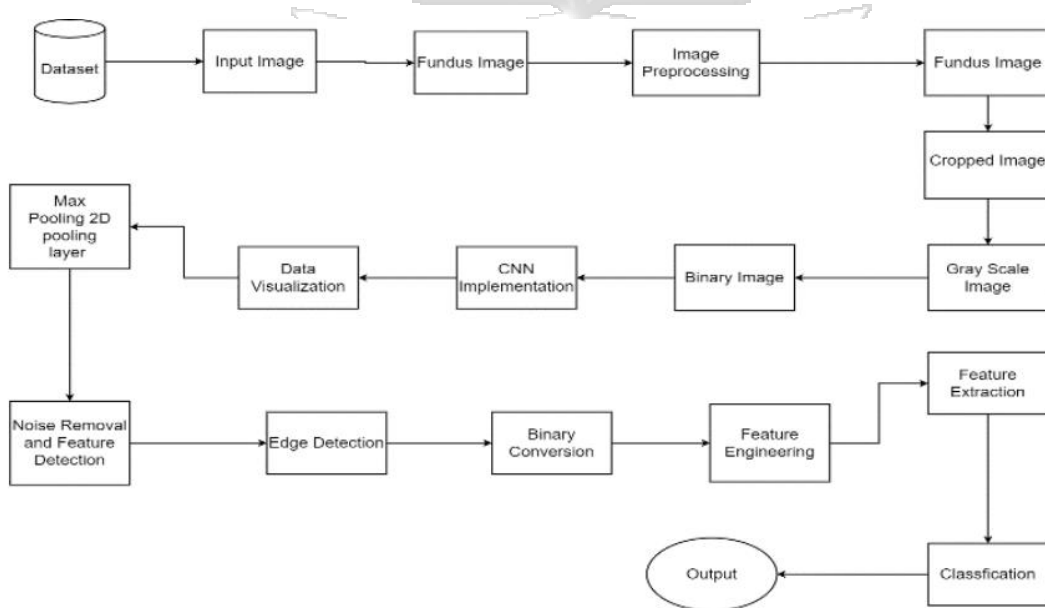 Dataset
Input Image
Fundus Image
Image
Preprocessing
Fundus Image
Cropped Image
Gray Scale
Image
Binary Image
CNN
Implementation
Data
Visualization
Max
Pooling 2D
pooling
layer
Noise Removal
and Feature
Detection
Edge Detection
Binary
Conversion
Feature
Engineering
Feature
Extraction
Classfication
Output